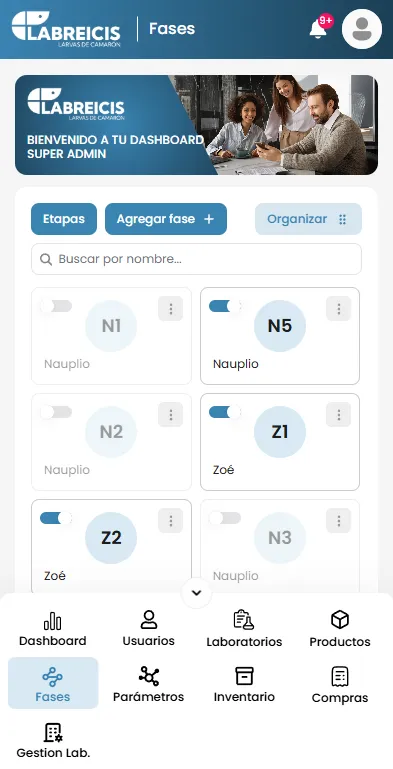 LABREICIS
LARVAS DE CAMARON
Fases
9+
LABREICIS
LARVAS DE CAMARON
BIENVENIDO A TU DASHBOARD
SUPER ADMIN
Etapas
Agregar fase +
Organizar
Buscar por nombre...
N1
Nauplio
N5
Nauplio
N2
Nauplio
Z1
Zoé
Z2
Zoé
N3
Nauplio
Dashboard
Usuarios
Laboratorios
Productos
Fases
Parámetros
Inventario
Compras
Gestion Lab.